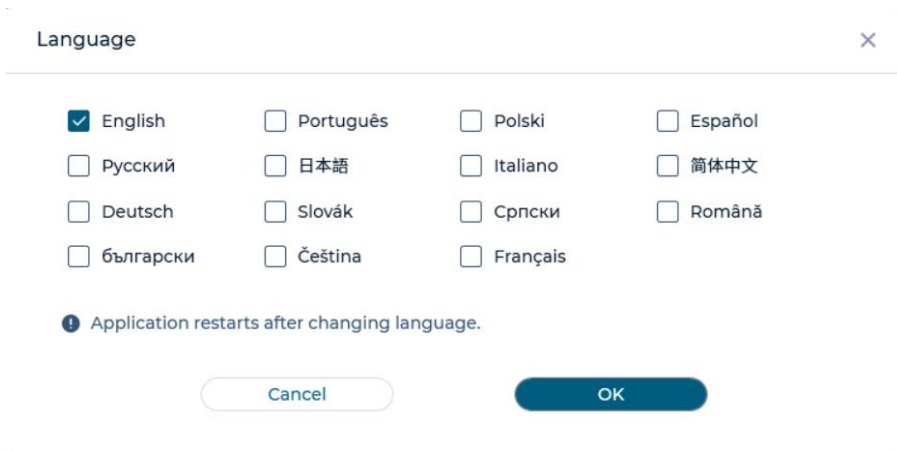 Language
English Português Polski Español
Русский 日本語 Italiano 简体中文
Deutsch Slovák Српски Română
български Čeština Français
Application restarts after changing language.
Cancel OK